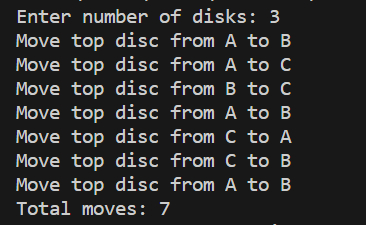 Enter number of disks: 3
Move top disc from A to B
Move top disc from A to C
Move top disc from B to C
Move top disc from A to B
Move top disc from C to A
Move top disc from C to B
Move top disc from A to B
Total moves: 7